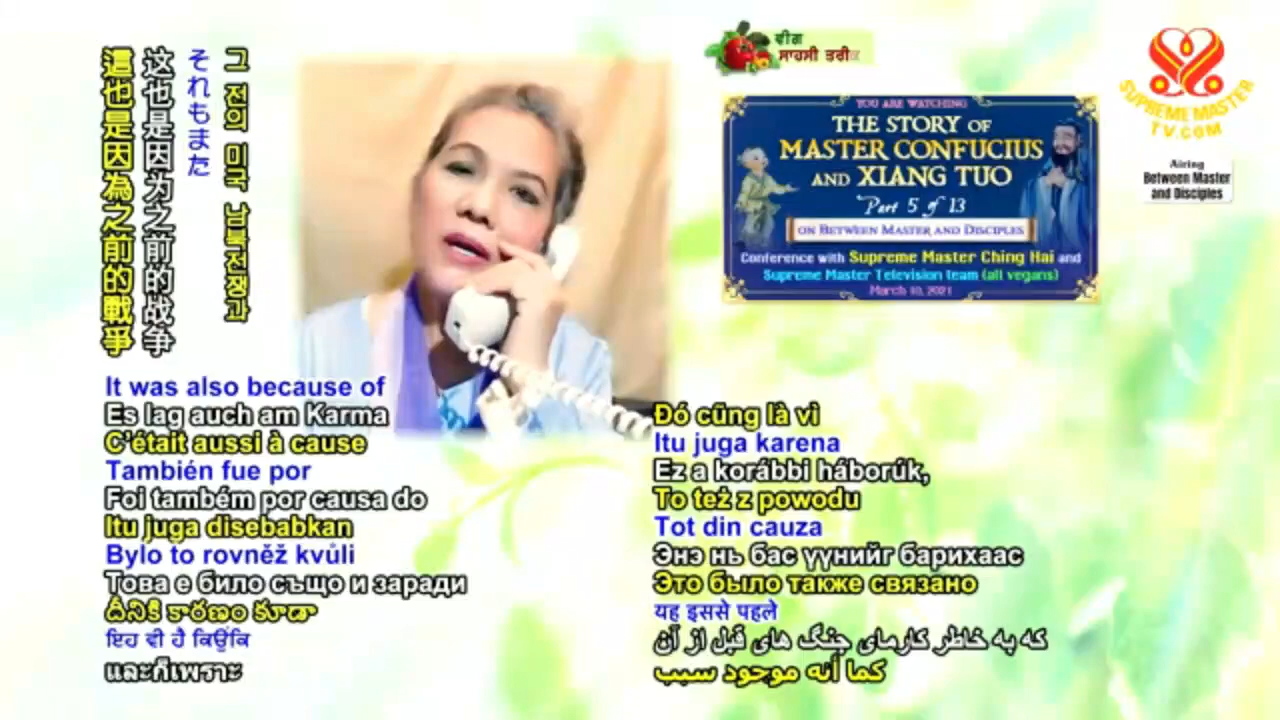 這也是因為之前的戰爭
这也是因为之前的战争
それもまた
그 전의 미국 남북전쟁과
ਵੀਗ
ਸਾਹਸੀ ਤਰੀਕ
YOU ARE WATCHING
THE STORY OF
MASTER CONFUCIUS
AND XIANG TUO
Part 5 of 13
ON BETWEEN MASTER AND DISCIPLES
Conference with Supreme Master Ching Hai and
Supreme Master Television team (all vegans)
March 10, 2021
SUPREME MASTER
TV.COM
Airing
Between Master
and Disciples
It was also because of
Es lag auch am Karma
C'était aussi à cause
También fue por
Foi também por causa do
Itu juga disebabkan
Bylo to rovněž kvůli
Това е било също и заради
దీనికి కారణం కూడా
ਇਹ ਵੀ ਹੈ ਕਿਉਂਕਿ
และก็เพราะ
Đó cũng là vì
Itu juga karena
Ez a korábbi háborúk,
To też z powodu
Tot din cauza
Энэ нь бас үүнийг барихаас
Это было также связано
यह इससे पहले
که به خاطر کارمای جنگ های قبل از آن
كما أنه موجود سبب